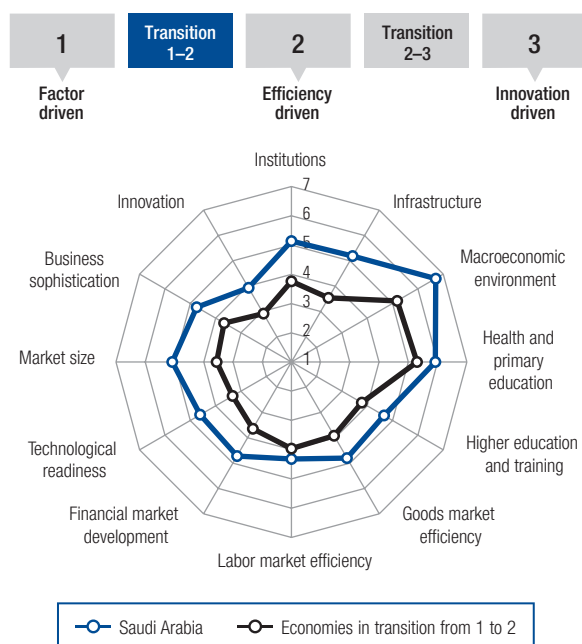 1
Transition
1–2
2
Transition
2–3
3
Factor
driven
Efficiency
driven
Innovation
driven
Institutions
7
6
5
4
3
2
1
Infrastructure
Macroeconomic
environment
Health and
primary
education
Higher education
and training
Goods market
efficiency
Labor market efficiency
Financial market
development
Technological
readiness
Market size
Business
sophistication
Innovation
Saudi Arabia
Economies in transition from 1 to 2